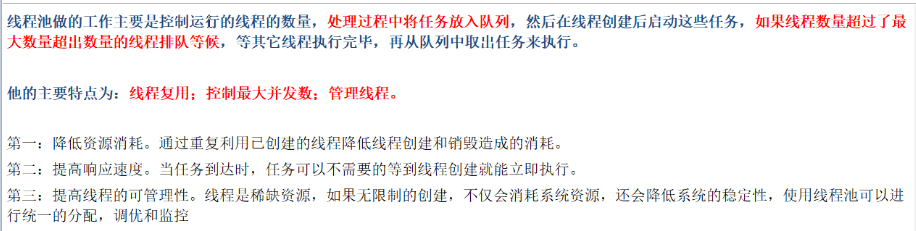 线程池做的工作主要是控制运行的线程的数量，处理过程中将任务放入队列，然后在线程创建后启动这些任务，如果线程数量超过了最
大数量超出数量的线程排队等候，等其它线程执行完毕，再从队列中取出任务来执行。
他的主要特点为：线程复用；控制最大并发数；管理线程。
第一：降低资源消耗。通过重复利用已创建的线程降低线程创建和销毁造成的消耗。
第二：提高响应速度。当任务到达时，任务可以不需要的等到线程创建就能立即执行。
第三：提高线程的可管理性。线程是稀缺资源，如果无限制的创建，不仅会消耗系统资源，还会降低系统的稳定性，使用线程池可以进
行统一的分配，调优和监控